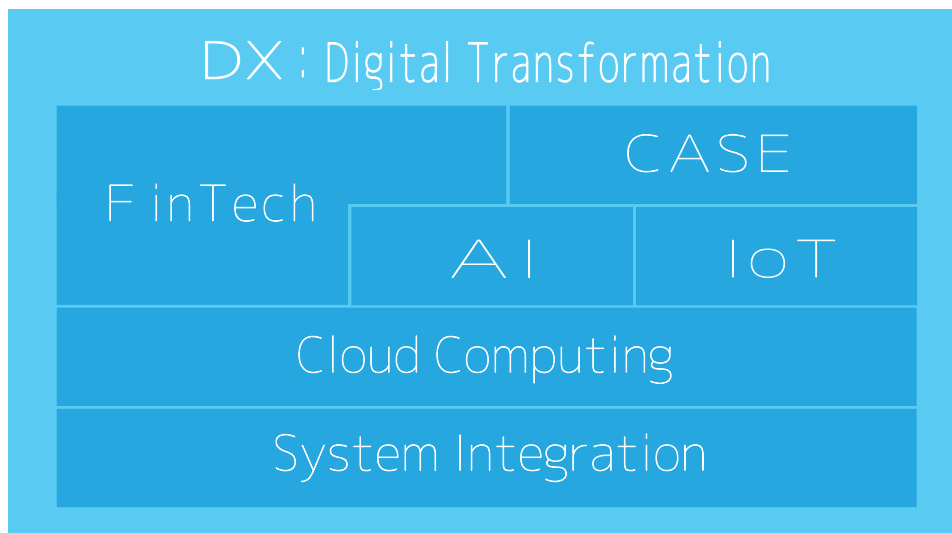 DX：Digital Transformation
CASE
FinTech
AI
IoT
Cloud Computing
System Integration